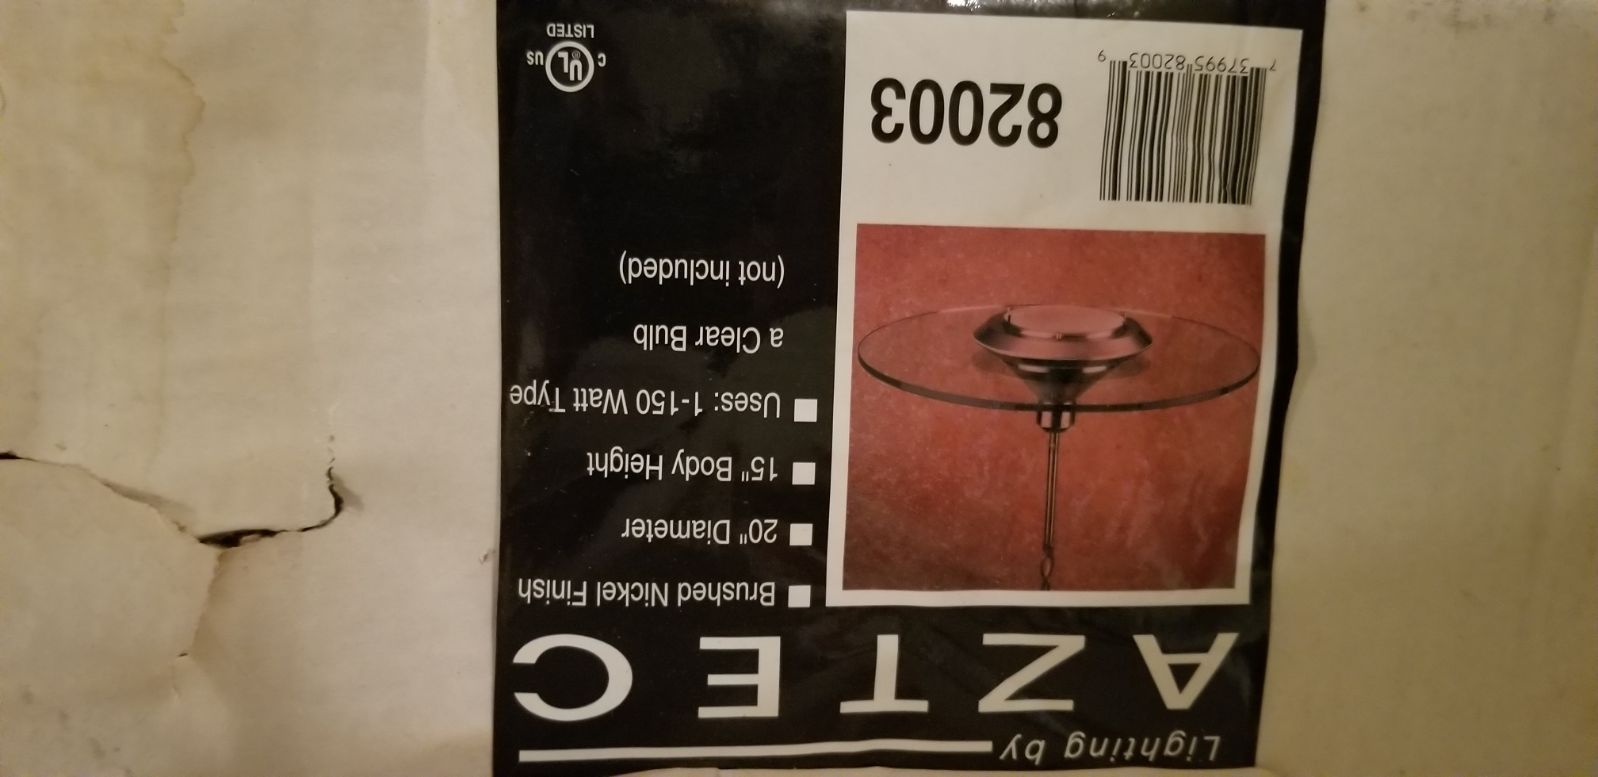 Lighting by
AZTEC
Brushed Nickel Finish
20" Diameter
15" Body Height
Uses: 1-150 Watt Type
a Clear Bulb
(not included)
82003
7 37995 82003 9
C UL® US
LISTED